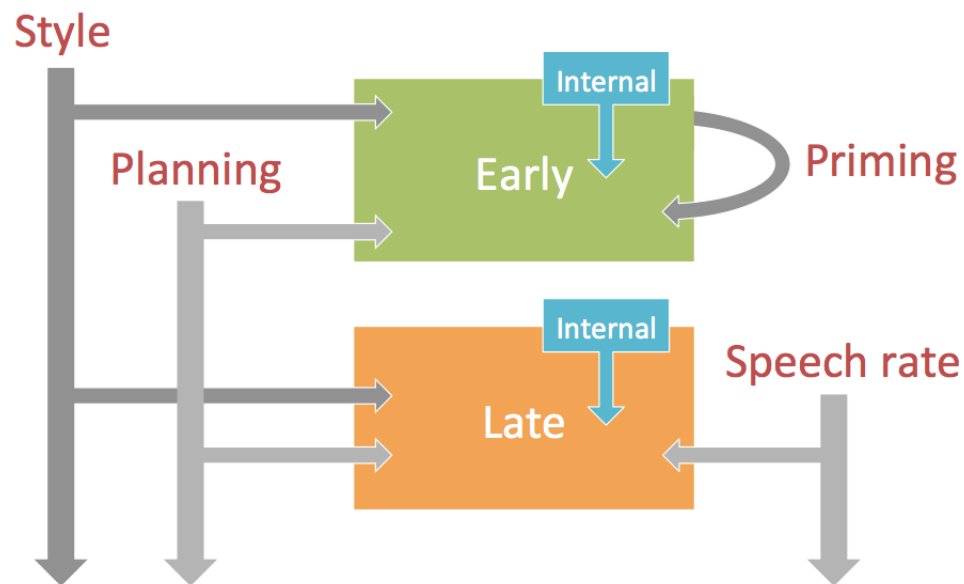 Style
Internal
Planning
Early
Priming
Internal
Speech rate
Late